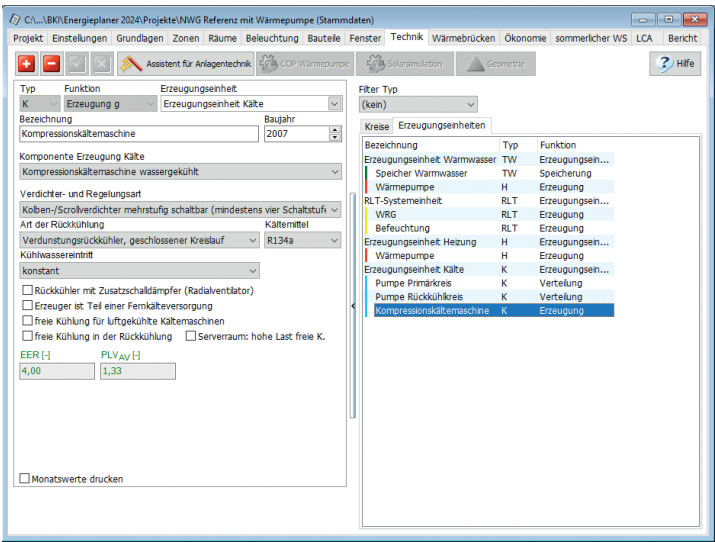 C:\...\BKI\Energieplaner 2024\Projekte\NWG Referenz mit Wärmepumpe (Stammdaten)
Projekt Einstellungen Grundlagen Zonen Räume Beleuchtung Bauteile Fenster Technik Wärmebrücken Ökonomie sommerlicher WS LCA Bericht
Assistent für Anlagentechnik COP Wärmepumpe Solarsimulation Geometrie Hilfe
Typ Funktion Erzeugungseinheit
K Erzeugung g Erzeugungseinheit Kälte
Bezeichnung Baujahr
Kompressionskältemaschine 2007
Komponente Erzeugung Kälte
Kompressionskältemaschine wassergekühlt
Verdichter- und Regelungsart
Kolben-/Scrollverdichter mehrstufig schaltbar (mindestens vier Schaltstufe
Art der Rückkühlung Kältemittel
Verdunstungsrückkühler, geschlossener Kreislauf R134a
Kühlwassereintritt
konstant
Rückkühler mit Zusatzschalldämpfer (Radialventilator)
Erzeuger ist Teil einer Fernkälteversorgung
freie Kühlung für luftgekühlte Kältemaschinen
freie Kühlung in der Rückkühlung Serverraum: hohe Last freie K.
EER [-] PLVAV [-]
4,00 1,33
Monatswerte drucken
Filter Typ
(kein)
Kreise Erzeugungseinheiten
Bezeichnung Typ Funktion
Erzeugungseinheit Warmwasser TW Erzeugungsein...
Speicher Warmwasser TW Speicherung
Wärmepumpe H Erzeugung
RLT-Systemeinheit RLT Erzeugungsein...
WRG RLT Erzeugung
Befeuchtung RLT Erzeugung
Erzeugungseinheit Heizung H Erzeugungsein...
Wärmepumpe H Erzeugung
Erzeugungseinheit Kälte K Erzeugungsein...
Pumpe Primärkreis K Verteilung
Pumpe Rückkühlkreis K Verteilung
Kompressionskältemaschine K Erzeugung